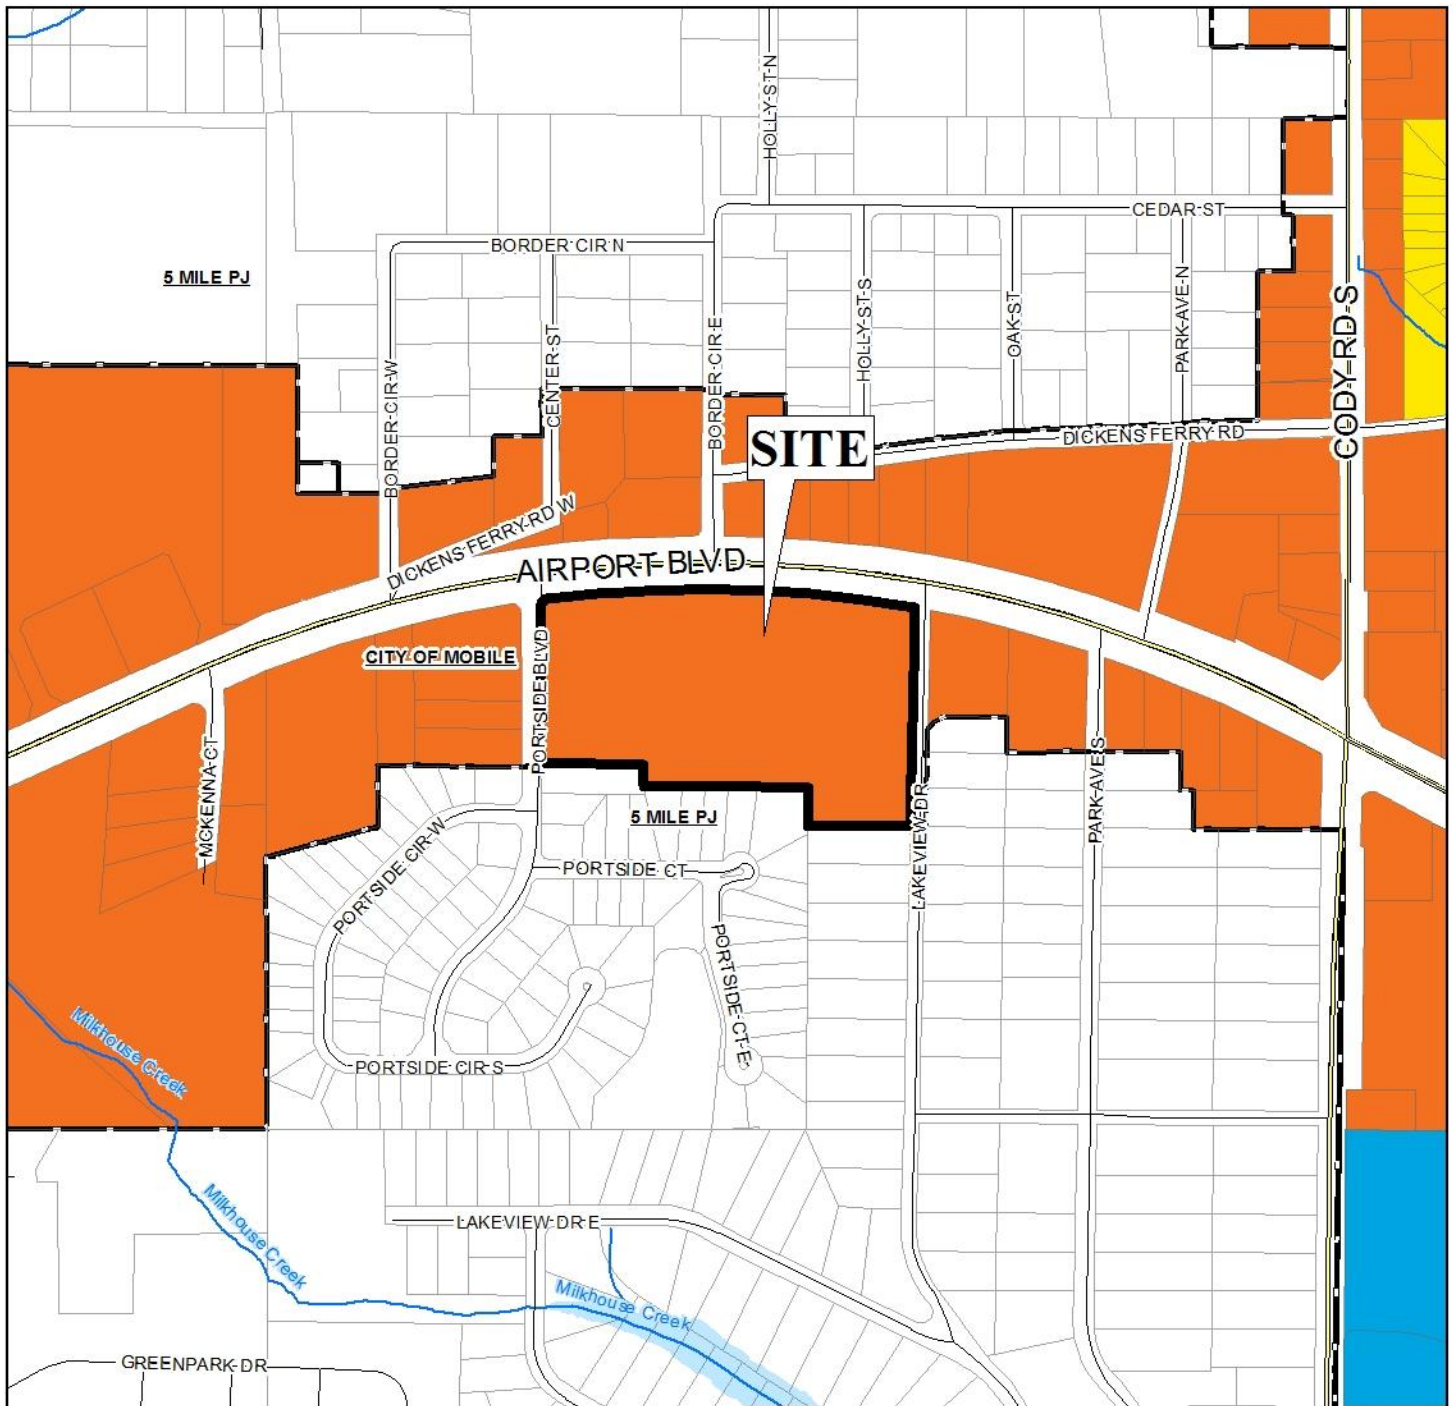 HOLLY ST N
CEDAR ST
BORDER CIR N
5 MILE PJ
PARK AVE N
HOLLY ST S
OAK ST
CODY RD S
CENTER ST
BORDER CIR E
BORDER CIR W
SITE
DICKENS FERRY RD
DICKENS FERRY RD W
AIRPORT BLVD
CITY OF MOBILE
PORTSIDE BLVD
MCKENNA CT
PARK AVE S
LAKEVIEW DR
5 MILE PJ
PORTSIDE CIR W
PORTSIDE CT
PORTSIDE CT E
Milkhouse Creek
PORTSIDE CIR S
Milkhouse Creek
LAKEVIEW DR E
Milkhouse Creek
GREENPARK DR